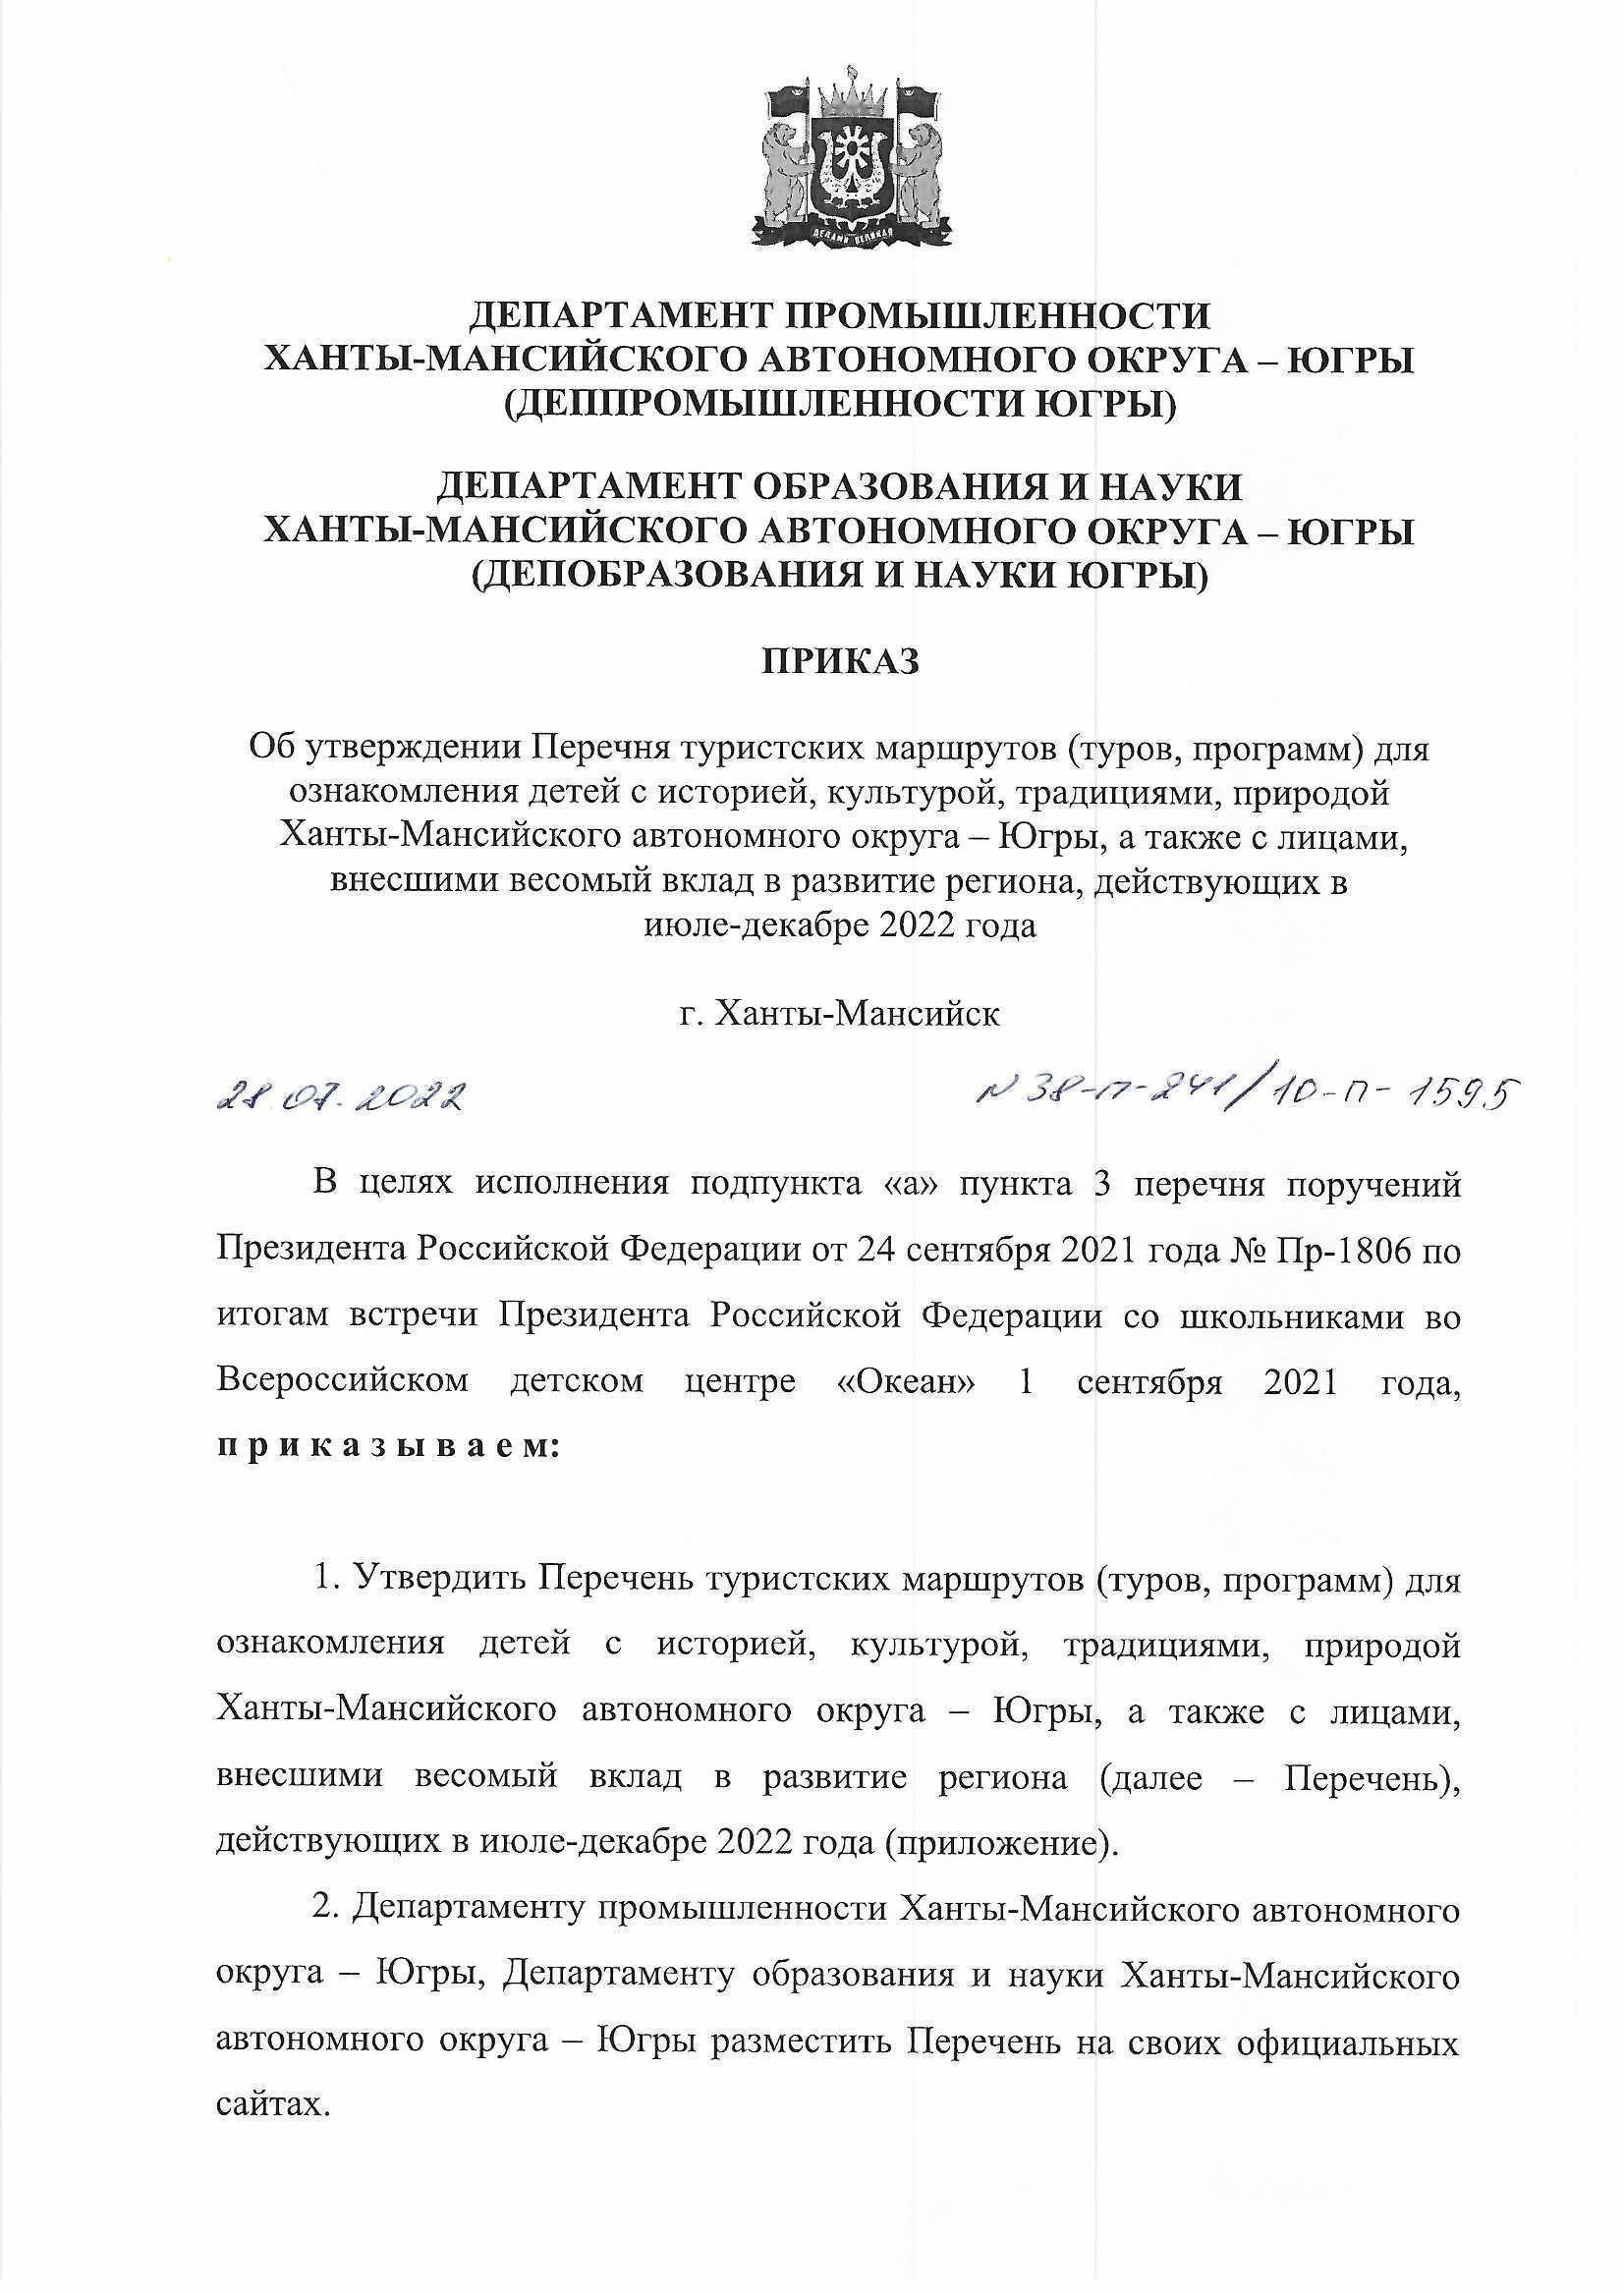 ДЕЛАМИ ВЕЛИКАЯ
ДЕПАРТАМЕНТ ПРОМЫШЛЕННОСТИ
ХАНТЫ-МАНСИЙСКОГО АВТОНОМНОГО ОКРУГА – ЮГРЫ
(ДЕППРОМЫШЛЕННОСТИ ЮГРЫ)
ДЕПАРТАМЕНТ ОБРАЗОВАНИЯ И НАУКИ
ХАНТЫ-МАНСИЙСКОГО АВТОНОМНОГО ОКРУГА – ЮГРЫ
(ДЕПОБРАЗОВАНИЯ И НАУКИ ЮГРЫ)
ПРИКАЗ
Об утверждении Перечня туристских маршрутов (туров, программ) для
ознакомления детей с историей, культурой, традициями, природой
Ханты-Мансийского автономного округа – Югры, а также с лицами,
внесшими весомый вклад в развитие региона, действующих в
июле-декабре 2022 года
г. Ханты-Мансийск
28.07.2022 N 38-п-241/10-п-1595
В целях исполнения подпункта «а» пункта 3 перечня поручений
Президента Российской Федерации от 24 сентября 2021 года № Пр-1806 по
итогам встречи Президента Российской Федерации со школьниками во
Всероссийском детском центре «Океан» 1 сентября 2021 года,
п р и к а з ы в а е м:
1. Утвердить Перечень туристских маршрутов (туров, программ) для
ознакомления детей с историей, культурой, традициями, природой
Ханты-Мансийского автономного округа – Югры, а также с лицами,
внесшими весомый вклад в развитие региона (далее – Перечень),
действующих в июле-декабре 2022 года (приложение).
2. Департаменту промышленности Ханты-Мансийского автономного
округа – Югры, Департаменту образования и науки Ханты-Мансийского
автономного округа – Югры разместить Перечень на своих официальных
сайтах.